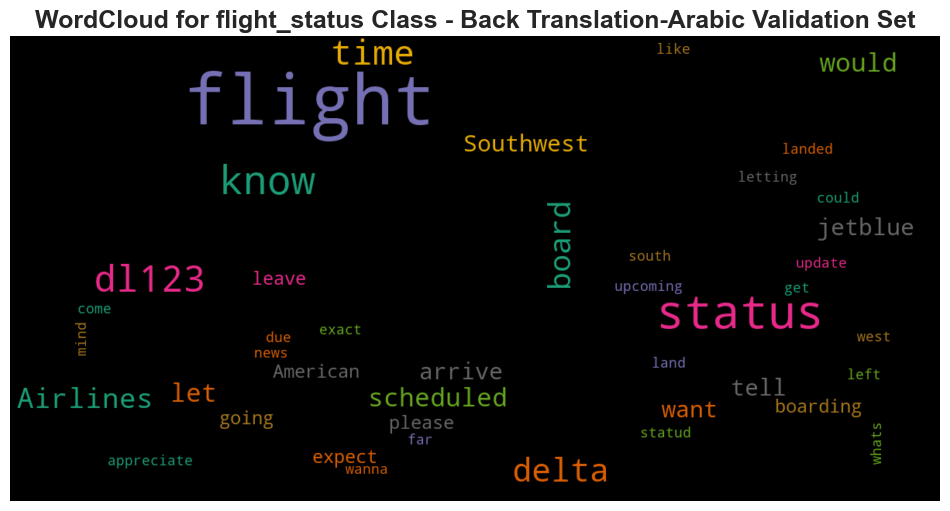 WordCloud for flight_status Class - Back Translation-Arabic Validation Set
time
like
would
flight
Southwest
landed
know
letting
could
board
jetblue
south
update
dl123
leave
upcoming
get
come
status
mind
exact
due
west
news
land
American
arrive
left
Airlines
let
scheduled
tell
want
boarding
going
please
statud
far
whats
appreciate
expect
wanna
delta